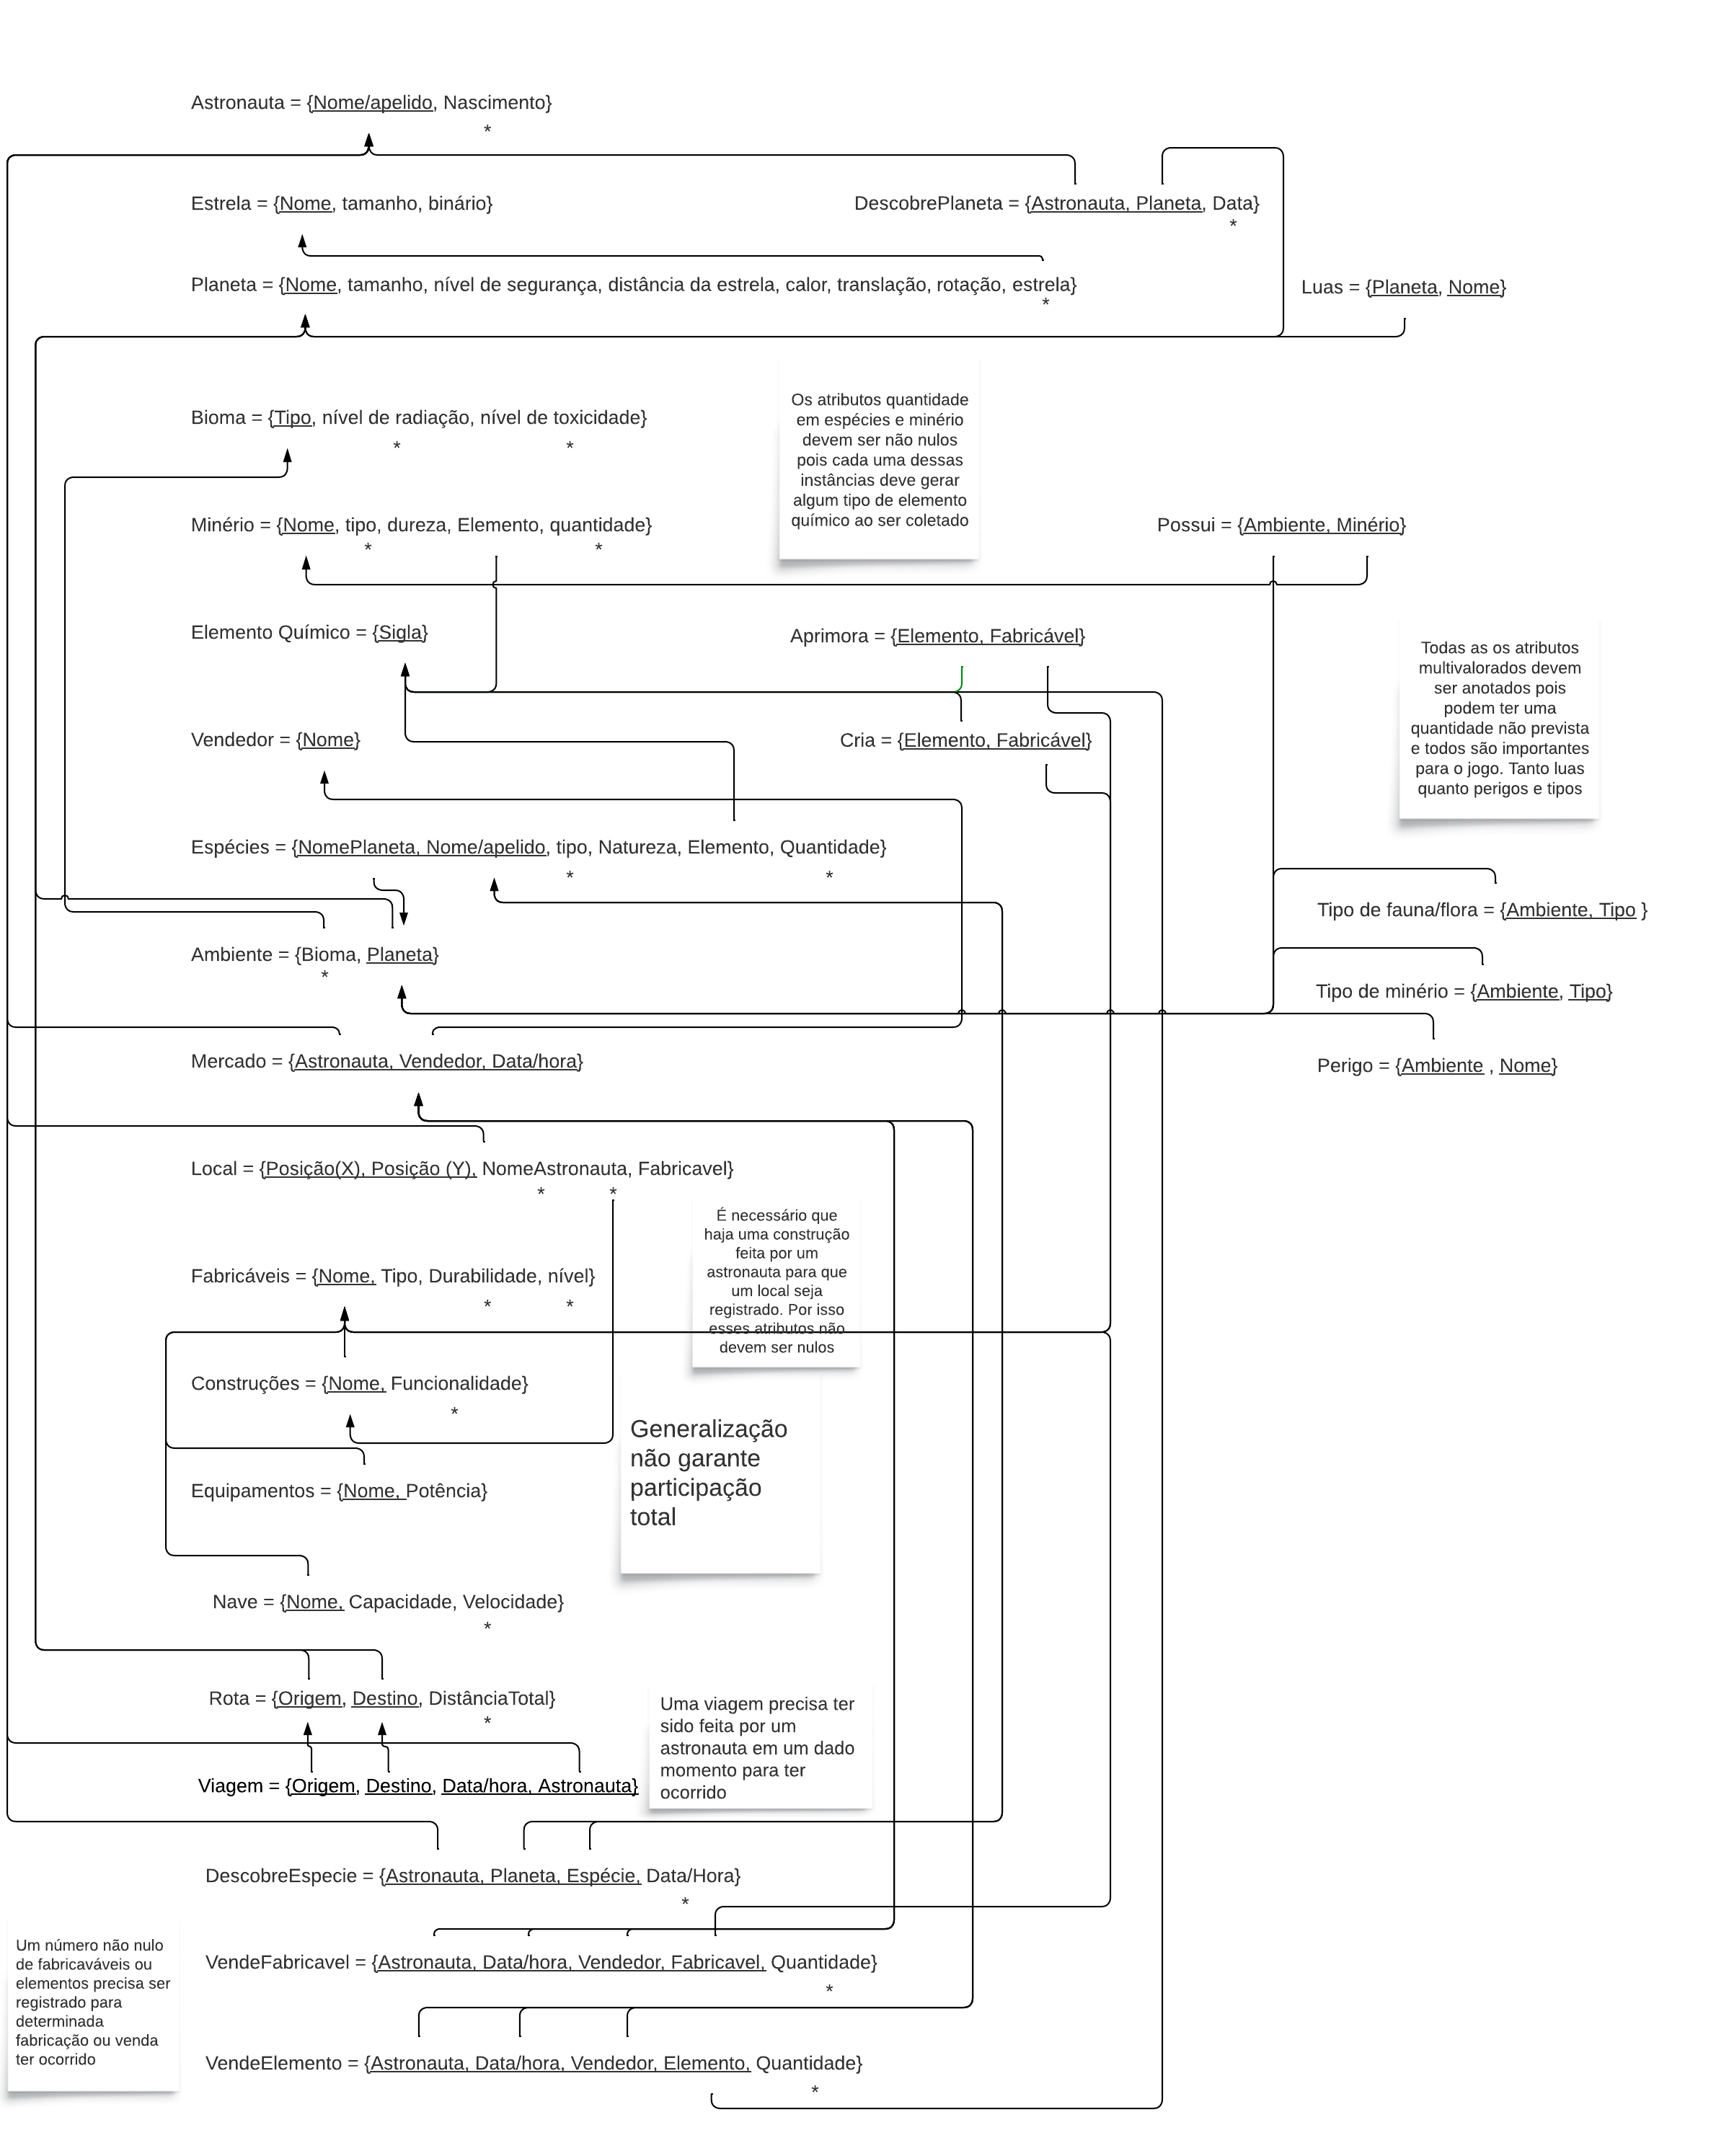 Astronauta = {Nome/apelido, Nascimento}
*
Estrela = {Nome, tamanho, binário}
DescobrePlaneta = {Astronauta, Planeta, Data}
*
Planeta = {Nome, tamanho, nível de segurança, distância da estrela, calor, translação, rotação, estrela}
*
Luas = {Planeta, Nome}
Bioma = {Tipo, nível de radiação, nível de toxicidade}
* *
Os atributos quantidade
em espécies e minério
devem ser não nulos
pois cada uma dessas
instâncias deve gerar
algum tipo de elemento
químico ao ser coletado
Minério = {Nome, tipo, dureza, Elemento, quantidade}
* *
Possui = {Ambiente, Minério}
Elemento Químico = {Sigla}
Aprimora = {Elemento, Fabricável}
Todas as os atributos
multivalorados devem
ser anotados pois
podem ter uma
quantidade não prevista
e todos são importantes
para o jogo. Tanto luas
quanto perigos e tipos
Vendedor = {Nome}
Cria = {Elemento, Fabricável}
Espécies = {NomePlaneta, Nome/apelido, tipo, Natureza, Elemento, Quantidade}
* *
Tipo de fauna/flora = {Ambiente, Tipo }
Ambiente = {Bioma, Planeta}
*
Tipo de minério = {Ambiente, Tipo}
Mercado = {Astronauta, Vendedor, Data/hora}
Perigo = {Ambiente , Nome}
Local = {Posição(X), Posição (Y), NomeAstronauta, Fabricavel}
* *
É necessário que
haja uma construção
feita por um
astronauta para que
um local seja
registrado. Por isso
esses atributos não
devem ser nulos
Fabricáveis = {Nome, Tipo, Durabilidade, nível}
* *
Construções = {Nome, Funcionalidade}
*
Generalização
não garante
participação
total
Equipamentos = {Nome, Potência}
Nave = {Nome, Capacidade, Velocidade}
*
Rota = {Origem, Destino, DistânciaTotal}
*
Uma viagem precisa ter
sido feita por um
astronauta em um dado
momento para ter
ocorrido
Viagem = {Origem, Destino, Data/hora, Astronauta}
DescobreEspecie = {Astronauta, Planeta, Espécie, Data/Hora}
*
Um número não nulo
de fabricaváveis ou
elementos precisa ser
registrado para
determinada
fabricação ou venda
ter ocorrido
VendeFabricavel = {Astronauta, Data/hora, Vendedor, Fabricavel, Quantidade}
*
VendeElemento = {Astronauta, Data/hora, Vendedor, Elemento, Quantidade}
*